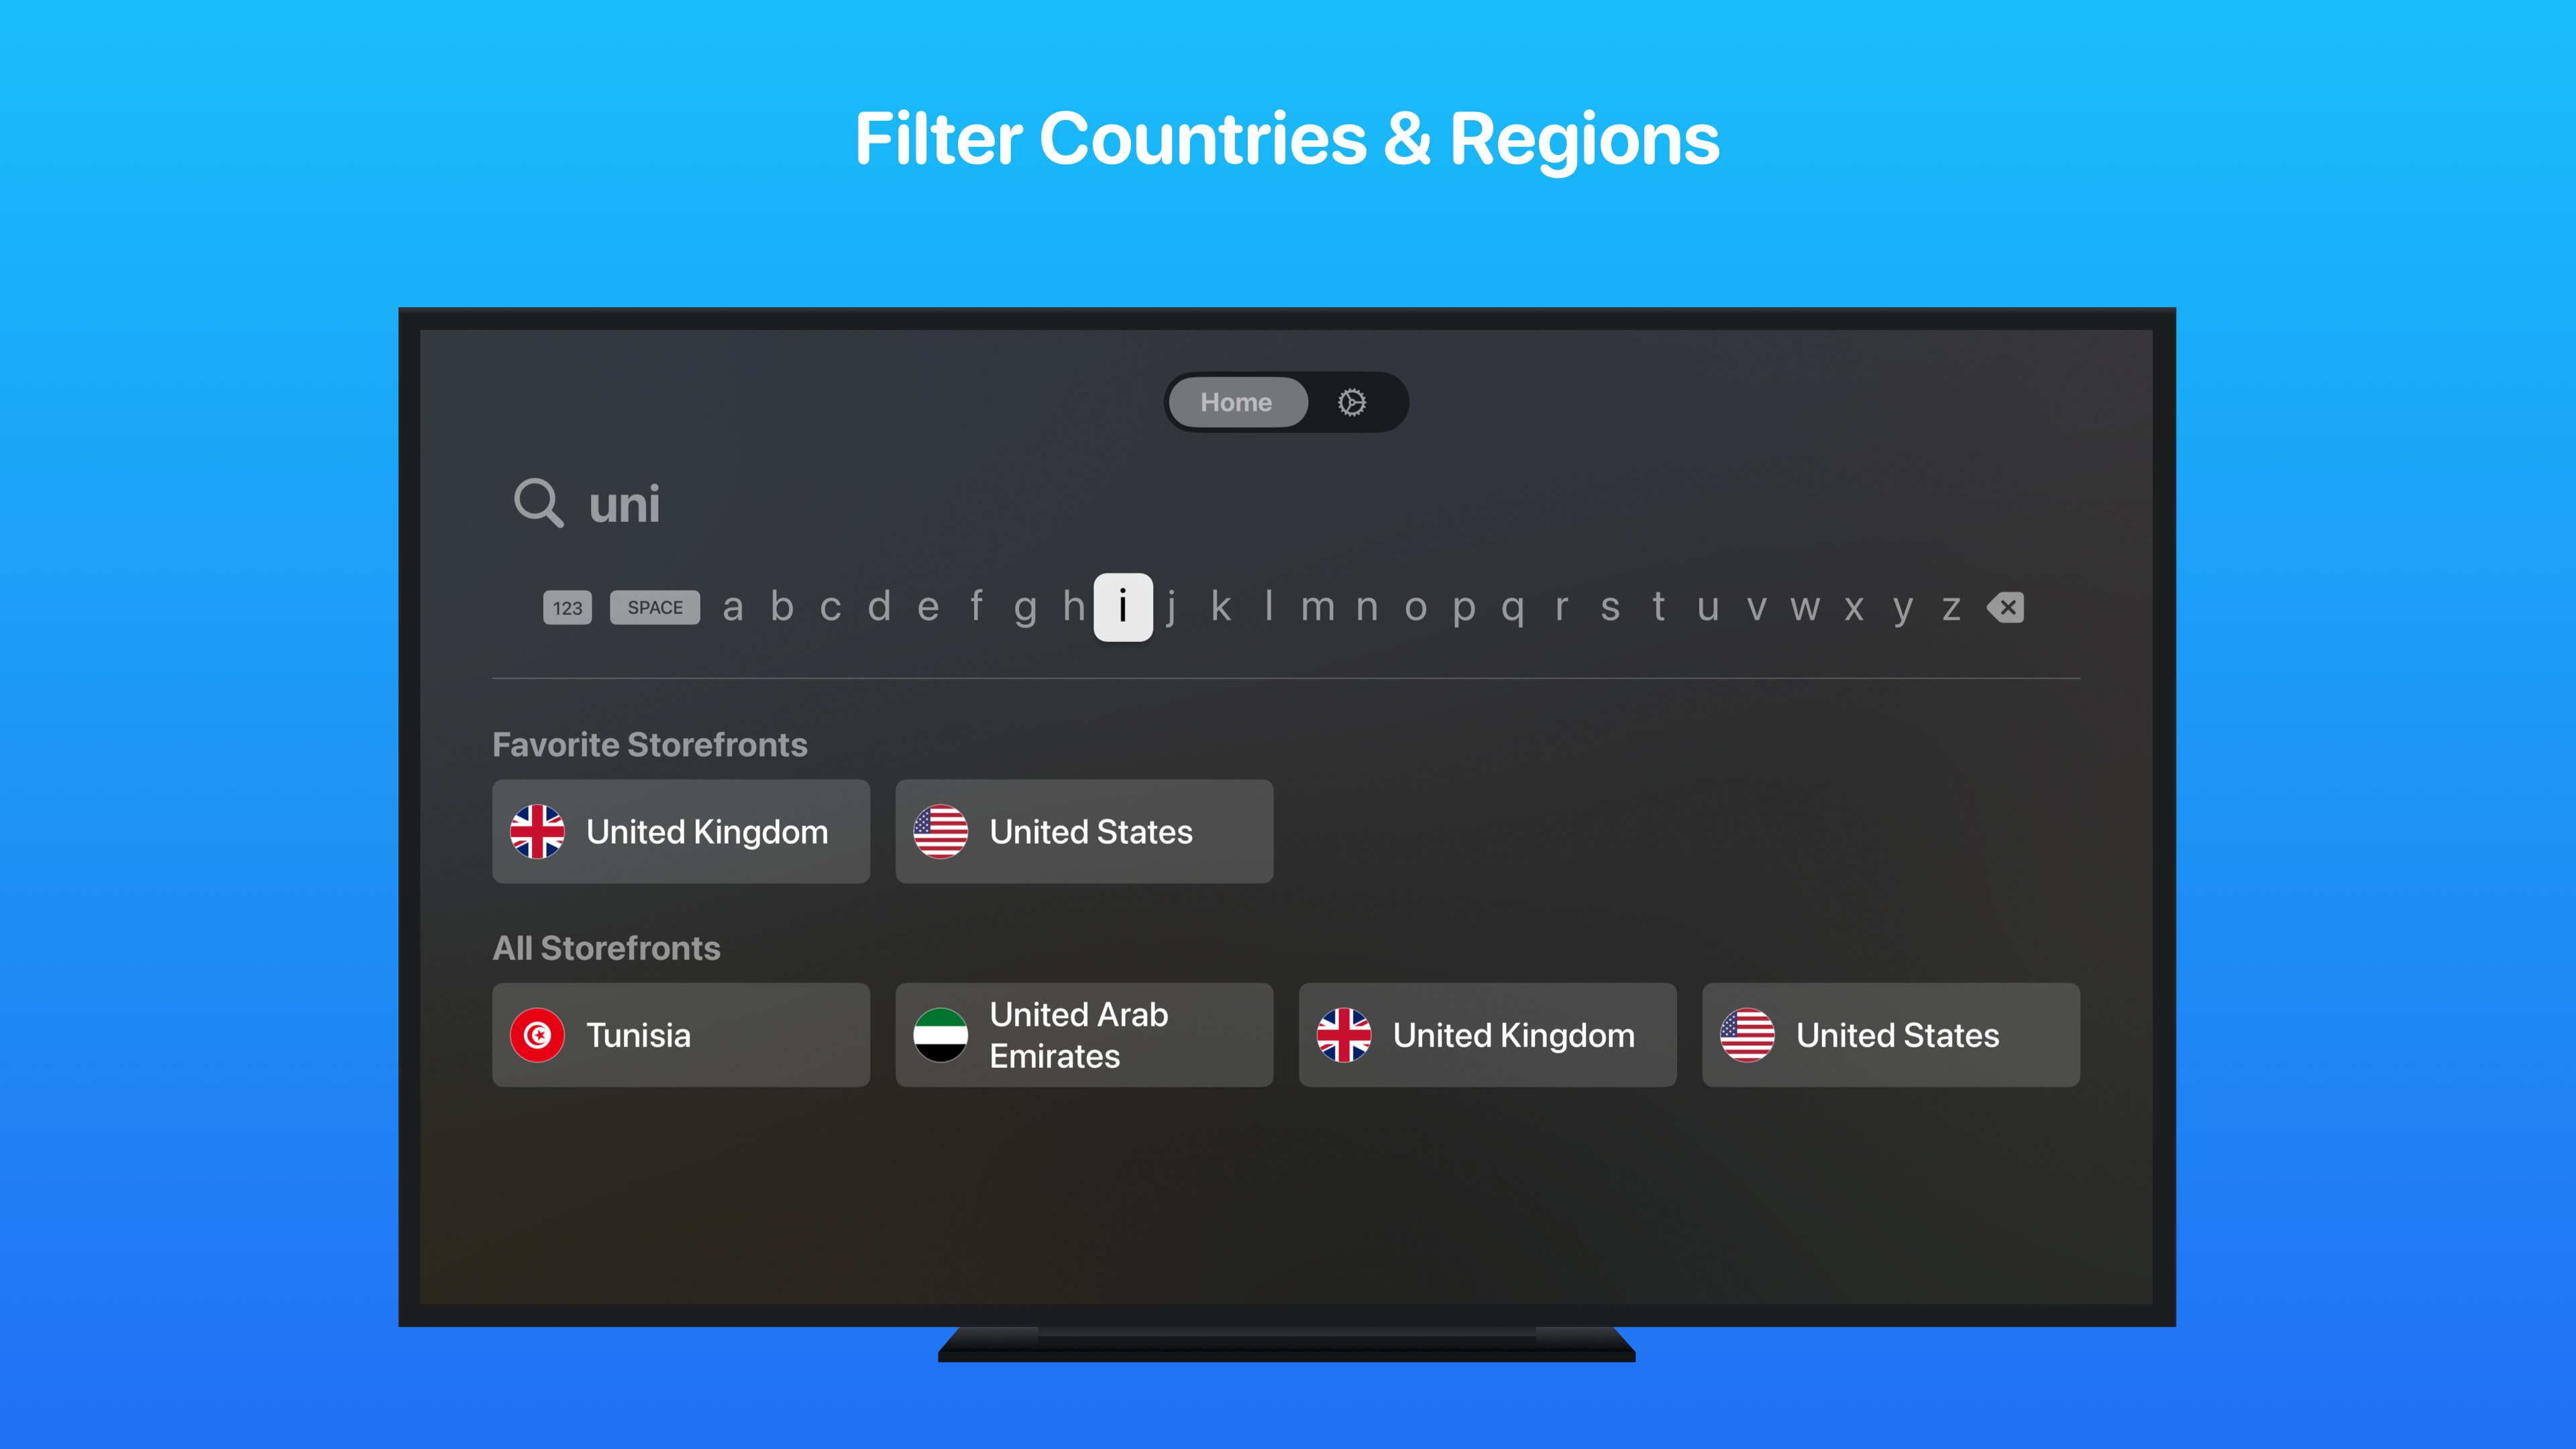 Filter Countries & Regions
Home
uni
123 SPACE a b c d e f g h i j k l m n o p q r s t u v w x y z
Favorite Storefronts
United Kingdom
United States
All Storefronts
Tunisia
United Arab
Emirates
United Kingdom
United States